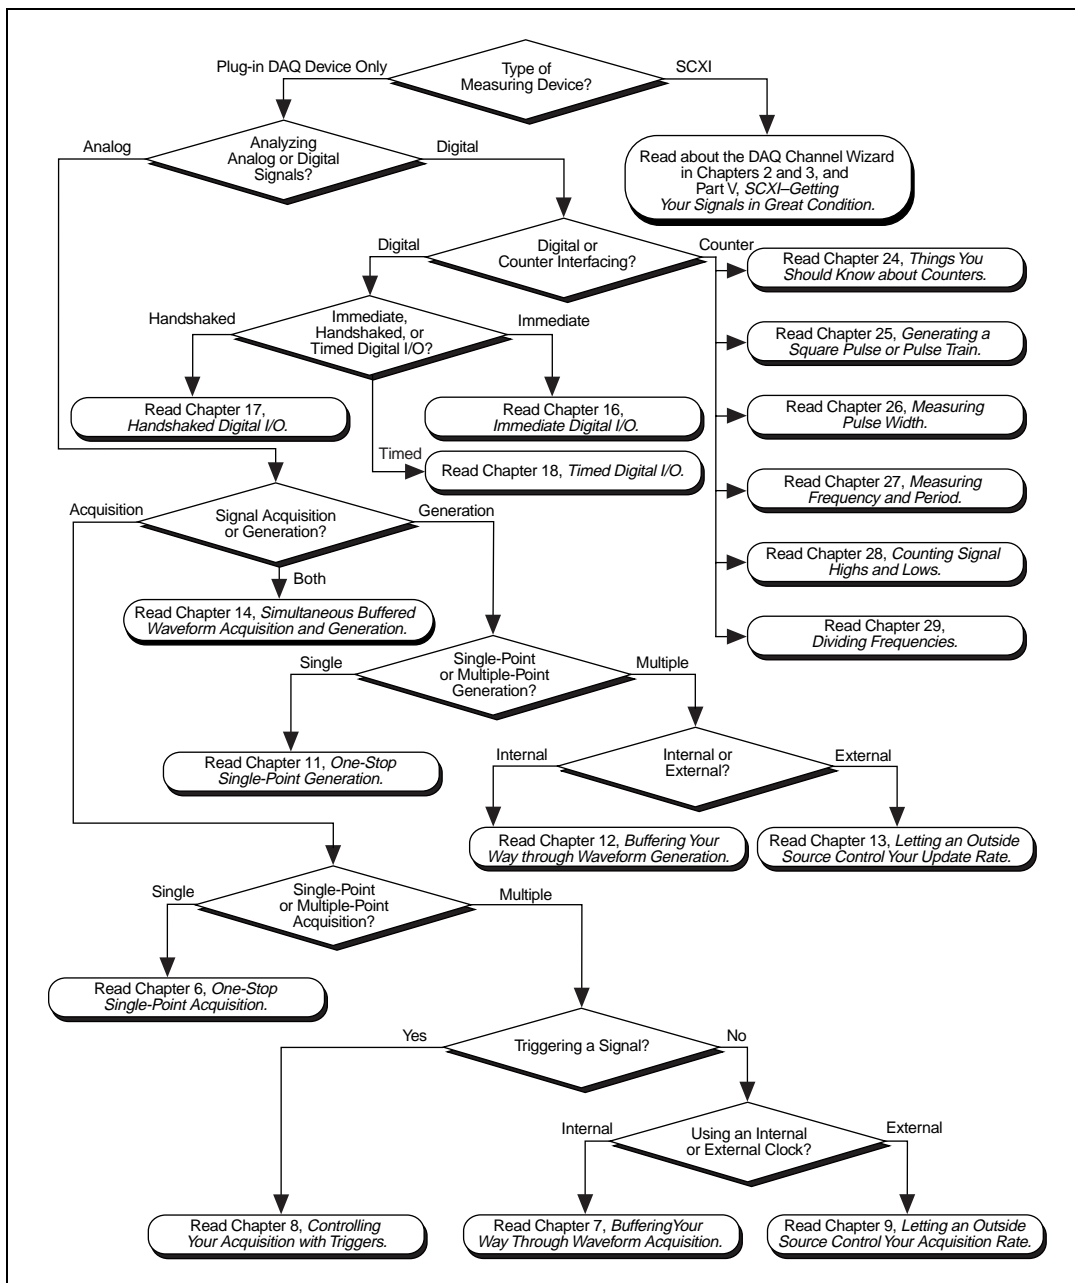 Plug-in DAQ Device Only
Type of
Measuring Device?
SCXI
Analog
Analyzing
Analog or Digital
Signals?
Digital
Read about the DAQ Channel Wizard
in Chapters 2 and 3, and
Part V, SCXI–Getting
Your Signals in Great Condition.
Digital
Digital or
Counter Interfacing?
Counter
Read Chapter 24, Things You
Should Know about Counters.
Handshaked
Immediate,
Handshaked, or
Timed Digital I/O?
Immediate
Read Chapter 25, Generating a
Square Pulse or Pulse Train.
Read Chapter 17,
Handshaked Digital I/O.
Read Chapter 16,
Immediate Digital I/O.
Read Chapter 26, Measuring
Pulse Width.
Timed
Read Chapter 18, Timed Digital I/O.
Read Chapter 27, Measuring
Frequency and Period.
Acquisition
Signal Acquisition
or Generation?
Generation
Both
Read Chapter 28, Counting Signal
Highs and Lows.
Read Chapter 14, Simultaneous Buffered
Waveform Acquisition and Generation.
Read Chapter 29,
Dividing Frequencies.
Single
Single-Point
or Multiple-Point
Generation?
Multiple
Read Chapter 11, One-Stop
Single-Point Generation.
Internal
Internal or
External?
External
Read Chapter 12, Buffering Your
Way through Waveform Generation.
Read Chapter 13, Letting an Outside
Source Control Your Update Rate.
Single
Single-Point
or Multiple-Point
Acquisition?
Multiple
Read Chapter 6, One-Stop
Single-Point Acquisition.
Yes
Triggering a Signal?
No
Internal
Using an Internal
or External Clock?
External
Read Chapter 8, Controlling
Your Acquisition with Triggers.
Read Chapter 7, BufferingYour
Way Through Waveform Acquisition.
Read Chapter 9, Letting an Outside
Source Control Your Acquisition Rate.